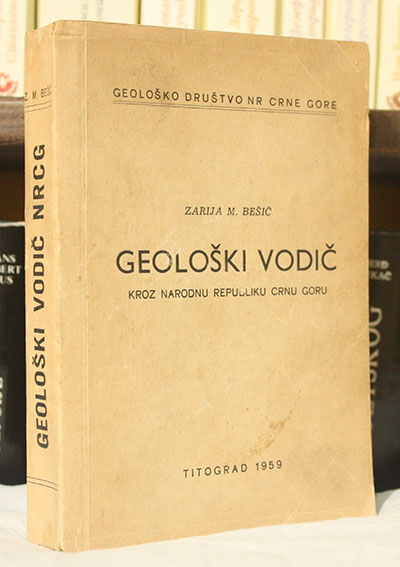 GEOLOŠKO DRUŠTVO NR CRNE GORE
ZARIJA M. BEŠIĆ
GEOLOŠKI VODIČ
KROZ NARODNU REPUBLIKU CRNU GORU
TITOGRAD 1959
Z. M. BEŠIĆ
GEOLOŠKI VODIČ NRCG